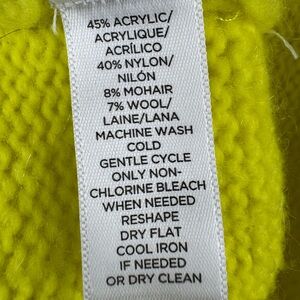 45% ACRYLIC/
ACRYLIQUE/
ACRÍLICO
40% NYLON/
NILÓN
8% MOHAIR
7% WOOL/
LAINE/LANA
MACHINE WASH
COLD
GENTLE CYCLE
ONLY NON-
CHLORINE BLEACH
WHEN NEEDED
RESHAPE
DRY FLAT
COOL IRON
IF NEEDED
OR DRY CLEAN